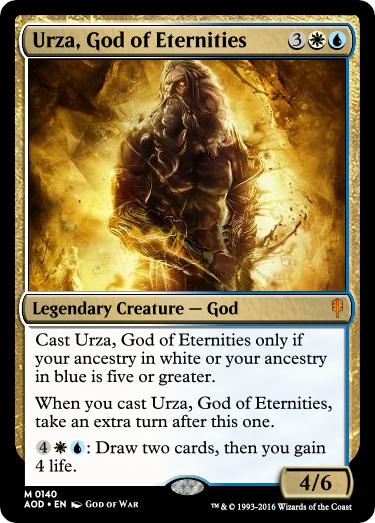 Urza, God of Eternities 3
Legendary Creature — God
Cast Urza, God of Eternities only if
your ancestry in white or your ancestry
in blue is five or greater.
When you cast Urza, God of Eternities,
take an extra turn after this one.
4 : Draw two cards, then you gain
4 life.
4/6
M 0140
AOD • EN God of War
™ & © 1993-2016 Wizards of the Coast